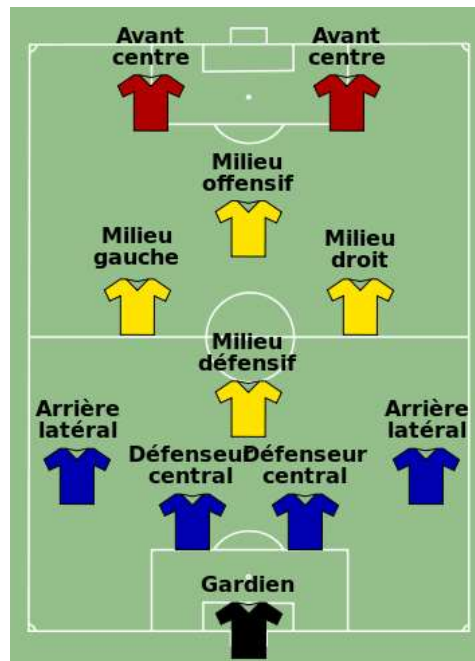 Avant
centre
Avant
centre
Milieu
offensif
Milieu
gauche
Milieu
droit
Milieu
défensif
Arrière
latéral
Arrière
latéral
Défenseur
central
Défenseur
central
Gardien